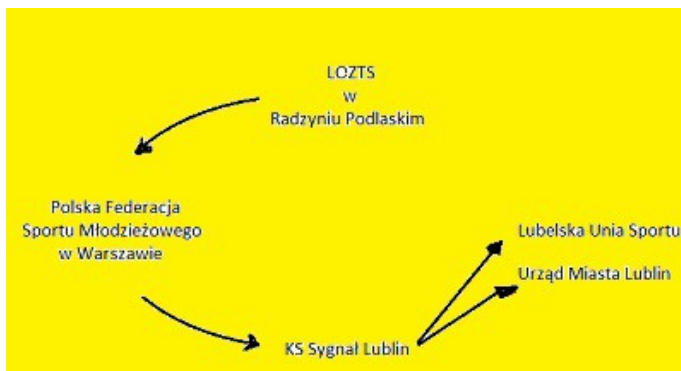 LOZTS
w
Radzyniu Podlaskim
Polska Federacja
Sportu Młodzieżowego
w Warszawie
Lubelska Unia Sportu
Urząd Miasta Lublin
KS Sygnał Lublin